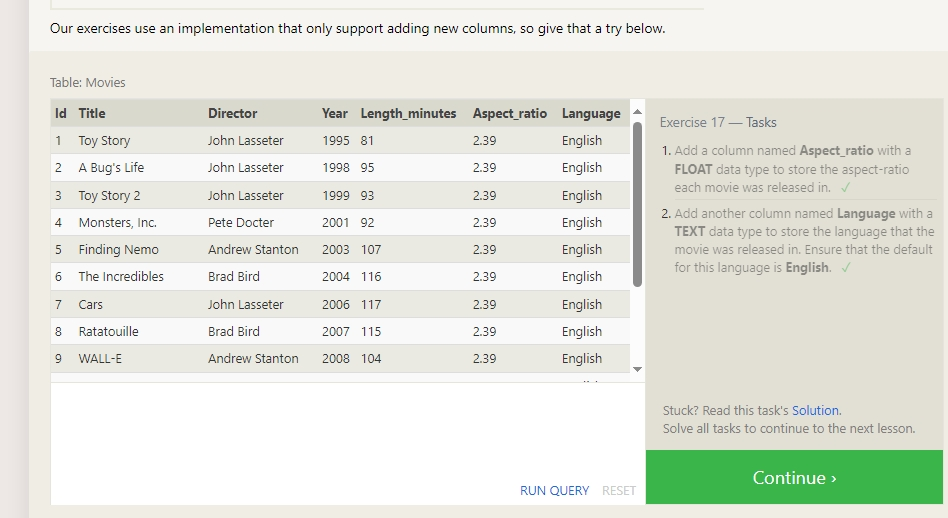 Our exercises use an implementation that only support adding new columns, so give that a try below.
Table: Movies
Id Title Director Year Length_minutes Aspect_ratio Language
1 Toy Story John Lasseter 1995 81 2.39 English
2 A Bug's Life John Lasseter 1998 95 2.39 English
3 Toy Story 2 John Lasseter 1999 93 2.39 English
4 Monsters, Inc. Pete Docter 2001 92 2.39 English
5 Finding Nemo Andrew Stanton 2003 107 2.39 English
6 The Incredibles Brad Bird 2004 116 2.39 English
7 Cars John Lasseter 2006 117 2.39 English
8 Ratatouille Brad Bird 2007 115 2.39 English
9 WALL-E Andrew Stanton 2008 104 2.39 English
RUN QUERY RESET
Exercise 17 — Tasks
1. Add a column named Aspect_ratio with a
FLOAT data type to store the aspect-ratio
each movie was released in. ✓
2. Add another column named Language with a
TEXT data type to store the language that the
movie was released in. Ensure that the default
for this language is English. ✓
Stuck? Read this task's Solution.
Solve all tasks to continue to the next lesson.
Continue ›